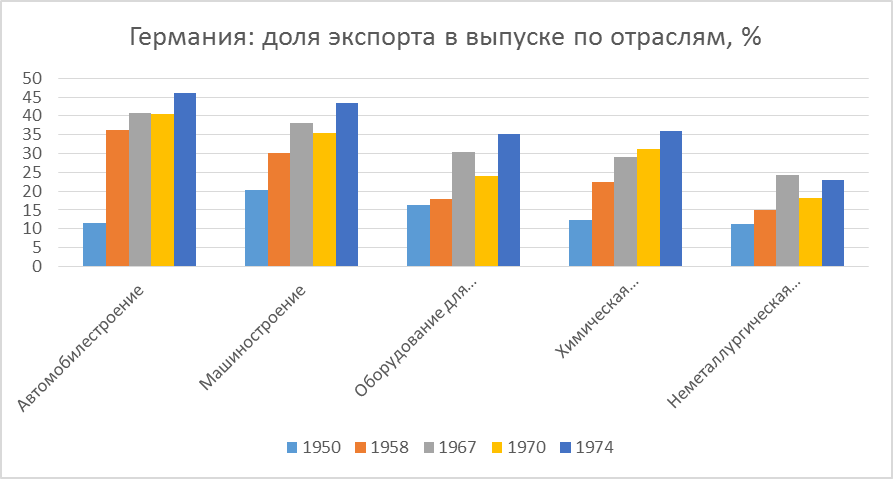 Германия: доля экспорта в выпуске по отраслям, %
50
45
40
35
30
25
20
15
10
5
0
Автомобилестроение
Машиностроение
Оборудование для...
Химическая...
Неметаллургическая...
1950 1958 1967 1970 1974